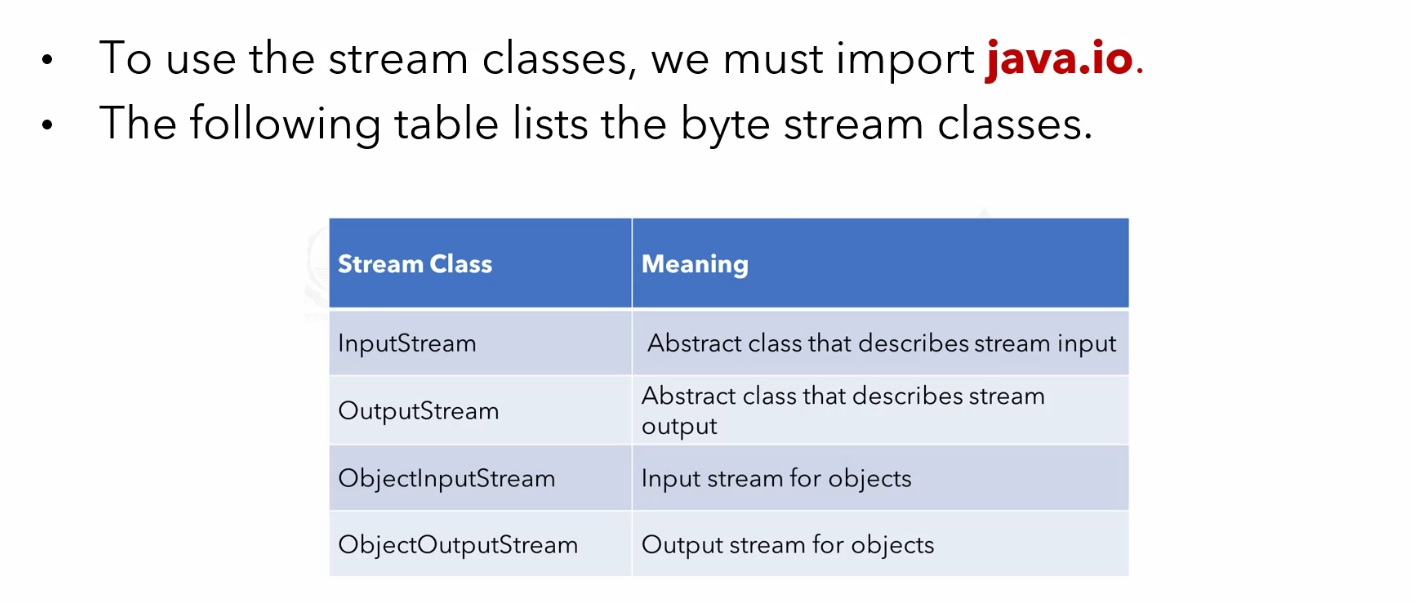 • To use the stream classes, we must import java.io.
• The following table lists the byte stream classes.
Stream Class Meaning
InputStream Abstract class that describes stream input
OutputStream Abstract class that describes stream
output
ObjectInputStream Input stream for objects
ObjectOutputStream Output stream for objects